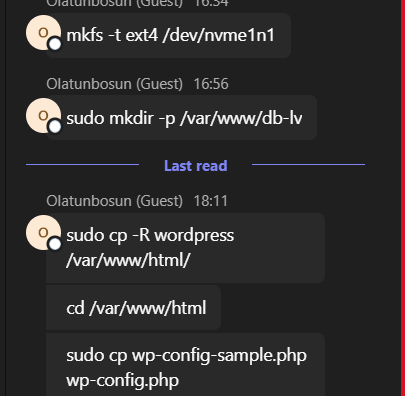 Olatunbosun (Guest) 16:34
mkfs -t ext4 /dev/nvme1n1
O
Olatunbosun (Guest) 16:56
sudo mkdir -p /var/www/db-lv
O
Last read
Olatunbosun (Guest) 18:11
sudo cp -R wordpress
/var/www/html/
O
cd /var/www/html
sudo cp wp-config-sample.php
wp-config.php